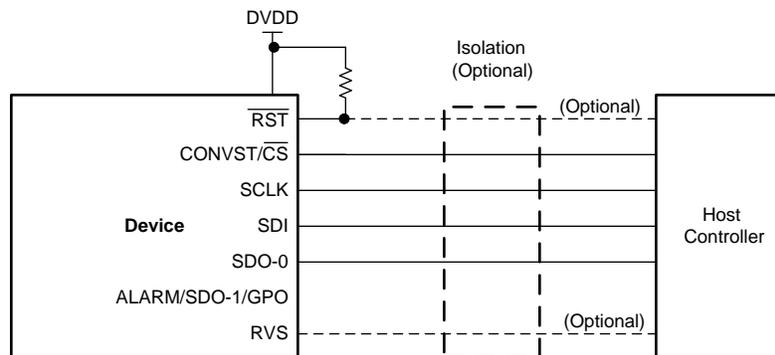 DVDD
Isolation
(Optional)
RST
(Optional)
CONVST/CS
SCLK
Device
SDI
Host
Controller
SDO-0
ALARM/SDO-1/GPO
RVS
(Optional)